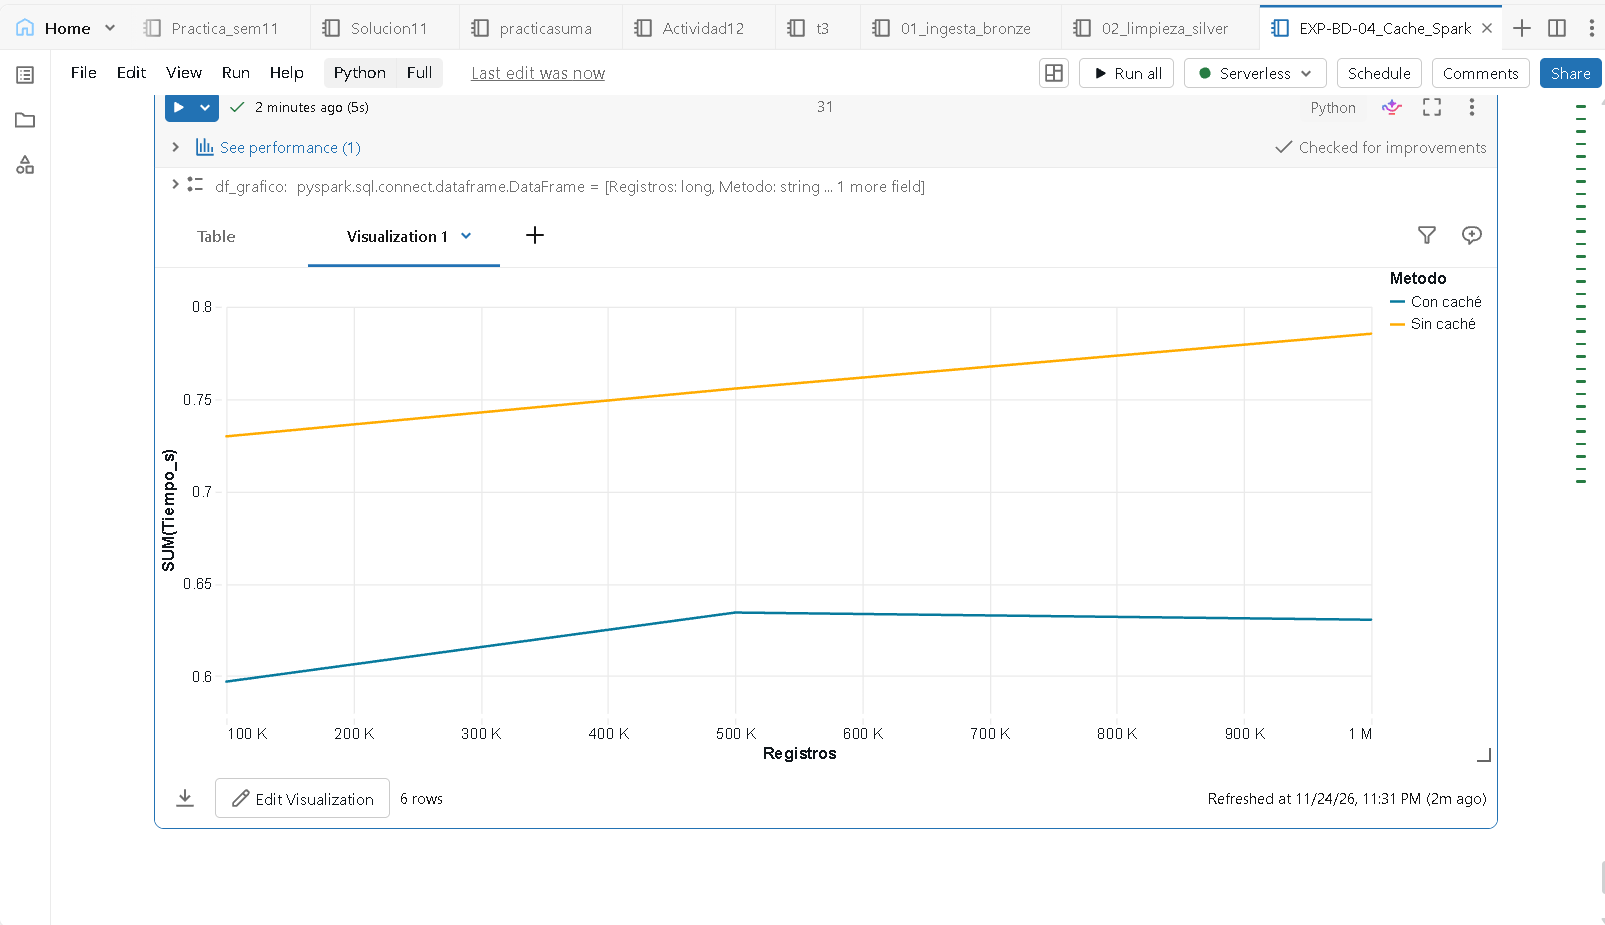 Home Practica_sem11 Solucion11 practicasuma Actividad12 t3 01_ingesta_bronze 02_limpieza_silver EXP-BD-04_Cache_Spark
File Edit View Run Help Python Full Last edit was now Run all Serverless Schedule Comments Share
2 minutes ago (5s) 31 Python
See performance (1) Checked for improvements
df_grafico: pyspark.sql.connect.dataframe.DataFrame = [Registros: long, Metodo: string ... 1 more field]
Table Visualization 1
Metodo
Con caché
Sin caché
0.8
0.75
0.7
0.65
0.6
SUM(Tiempo_s)
100 K 200 K 300 K 400 K 500 K 600 K 700 K 800 K 900 K 1 M
Registros
Edit Visualization 6 rows Refreshed at 11/24/26, 11:31 PM (2m ago)